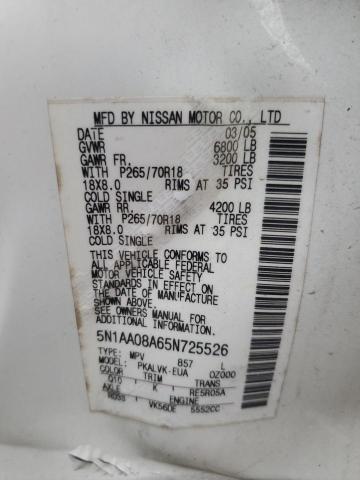 MFD BY NISSAN MOTOR CO., LTD
DATE 03/05
GVWR 6800 LB
GAWR FR. 3200 LB
WITH P265/70R18 TIRES
18X8.0 RIMS AT 35 PSI
COLD SINGLE
GAWR RR. 4200 LB
WITH P265/70R18 TIRES
18X8.0 RIMS AT 35 PSI
COLD SINGLE
THIS VEHICLE CONFORMS TO
ALL APPLICABLE FEDERAL
MOTOR VEHICLE SAFETY
STANDARDS IN EFFECT ON THE
DATE OF MANUFACTURE
SHOWN ABOVE.
SEE OWNERS MANUAL FOR
ADDITIONAL INFORMATION.
5N1AA08A65N725526
TYPE: MPV 857 L
MODEL: PKALVK-EUA OZ000
COLOR TRIM TRANS
Q10 K RE5R05A
AXLE ENGINE
R03S VK56DE 5552CC